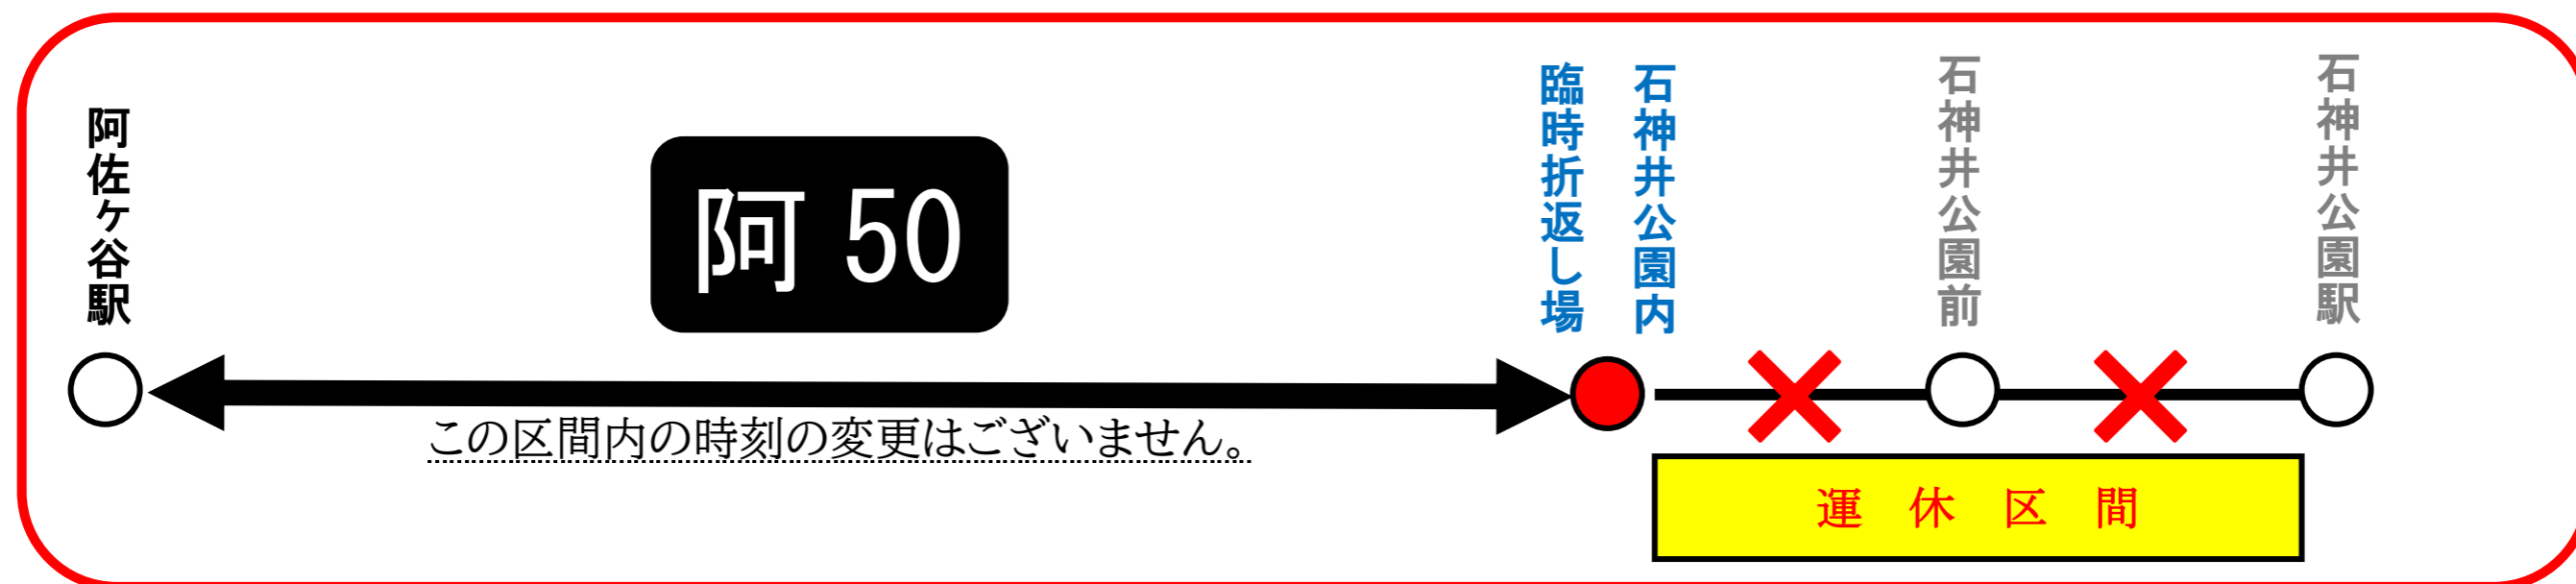 阿佐ヶ谷駅
阿 50
石神井公園内
臨時折返し場
石神井公園前
石神井公園駅
この区間内の時刻の変更はございません。
運 休 区 間